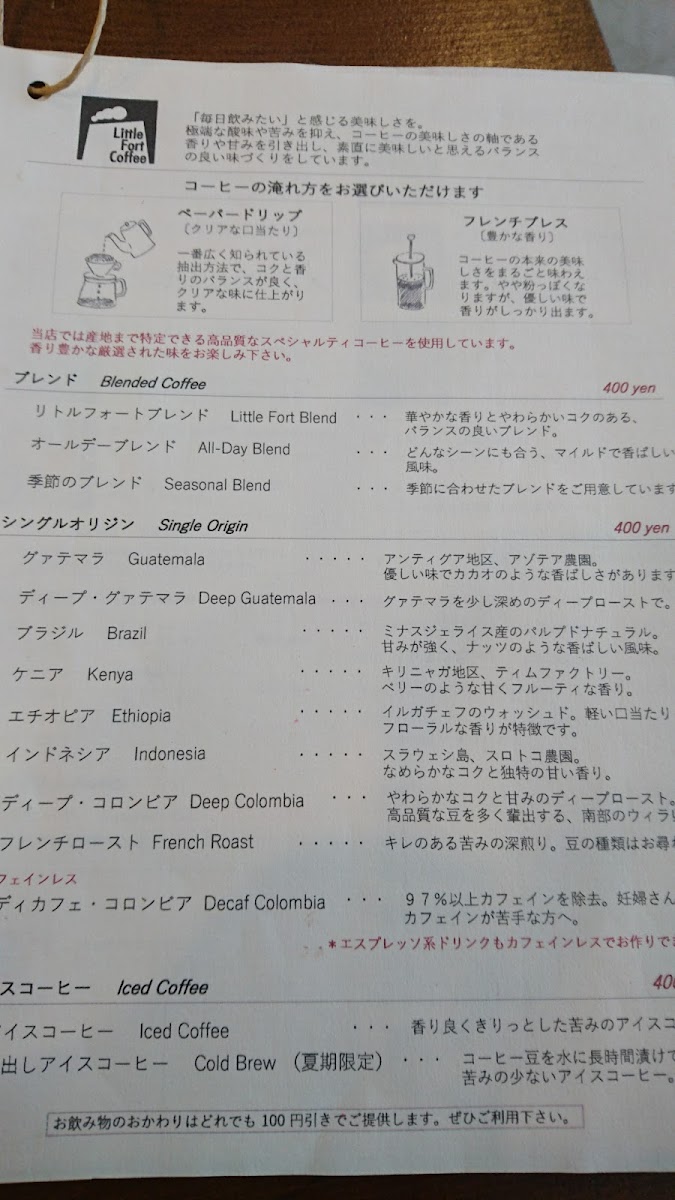 Little
Fort
Coffee
「毎日飲みたい」と感じる美味しさを。
極端な酸味や苦みを抑え、コーヒーの美味しさの軸である
香りや甘みを引き出し、素直に美味しいと思えるバランス
の良い味づくりをしています。
コーヒーの淹れ方をお選びいただけます
ペーパードリップ
〔クリアな口当たり〕
一番広く知られている
抽出方法で、コクと香
りのバランスが良く、
クリアな味に仕上がり
ます。
フレンチプレス
〔豊かな香り〕
コーヒーの本来の美味
しさをまるごと味わえ
ます。やや粉っぽくな
りますが、優しい味で
香りがしっかり出ます。
当店では産地まで特定できる高品質なスペシャルティコーヒーを使用しています。
香り豊かな厳選された味をお楽しみ下さい。
ブレンド Blended Coffee 400 yen
リトルフォートブレンド Little Fort Blend ・・・ 華やかな香りとやわらかいコクのある、
バランスの良いブレンド。
オールデーブレンド All-Day Blend ・・・ どんなシーンにも合う、マイルドで香ばしい
風味。
季節のブレンド Seasonal Blend ・・・ 季節に合わせたブレンドをご用意しています
シングルオリジン Single Origin 400 yen
グァテマラ Guatemala ・・・・・ アンティグア地区、アゾテア農園。
優しい味でカカオのような香ばしさがあります
ディープ・グァテマラ Deep Guatemala ・・・ グァテマラを少し深めのディープローストで。
ブラジル Brazil ・・・・・ ミナスジェライス産のパルプドナチュラル。
甘みが強く、ナッツのような香ばしい風味。
ケニア Kenya ・・・・・ キリニャガ地区、ティムファクトリー。
ベリーのような甘くフルーティな香り。
エチオピア Ethiopia ・・・・・ イルガチェフのウォッシュド。軽い口当たり
フローラルな香りが特徴です。
インドネシア Indonesia ・・・・・ スラウェシ島、スロトコ農園。
なめらかなコクと独特の甘い香り。
ディープ・コロンビア Deep Colombia ・・・ やわらかなコクと甘みのディープロースト。
高品質な豆を多く輩出する、南部のウィラ
フレンチロースト French Roast ・・・・・ キレのある苦みの深煎り。豆の種類はお尋
フェインレス
ディカフェ・コロンビア Decaf Colombia ・・・ 97%以上カフェインを除去。妊婦さん
カフェインが苦手な方へ。
＊エスプレッソ系ドリンクもカフェインレスでお作りで
スコーヒー Iced Coffee 400
アイスコーヒー Iced Coffee ・・・ 香り良くきりっとした苦みのアイスコ
出しアイスコーヒー Cold Brew （夏期限定） ・・・ コーヒー豆を水に長時間漬けて
苦みの少ないアイスコーヒー。
お飲み物のおかわりはどれでも 100 円引きでご提供します。ぜひご利用下さい。